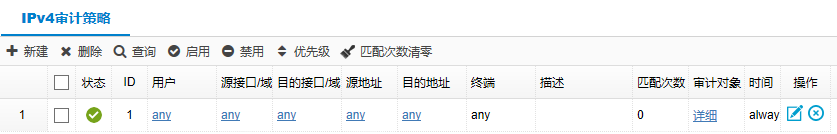 IPv4审计策略
新建 删除 查询 启用 禁用 优先级 匹配次数清零
状态 ID 用户 源接口/域 目的接口/域 源地址 目的地址 终端 描述 匹配次数 审计对象 时间 操作
1 1 any any any any any any 0 详细 alway